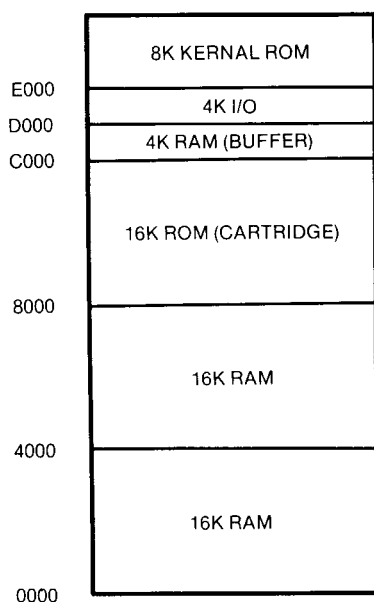 8K KERNAL ROM
E000
4K I/O
D000
4K RAM (BUFFER)
C000
16K ROM (CARTRIDGE)
8000
16K RAM
4000
16K RAM
0000